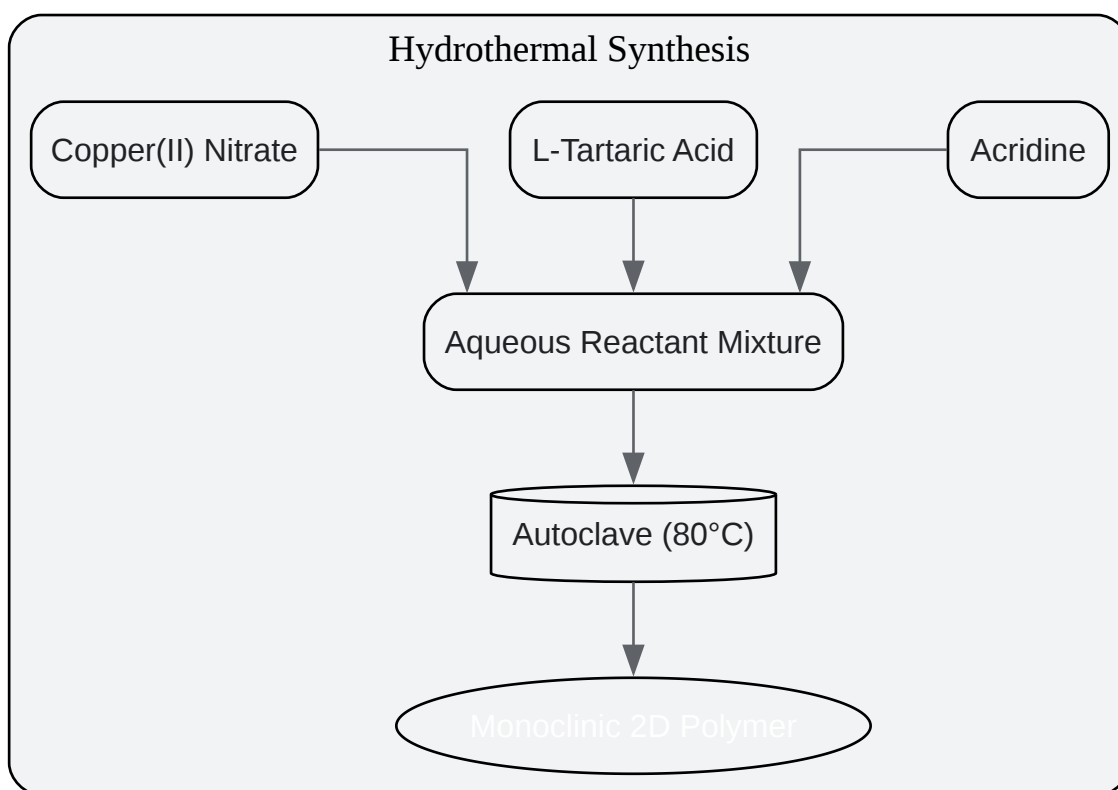 Hydrothermal Synthesis
Copper(II) Nitrate
L-Tartaric Acid
Acridine
Aqueous Reactant Mixture
Autoclave (80°C)
Monoclinic 2D Polymer